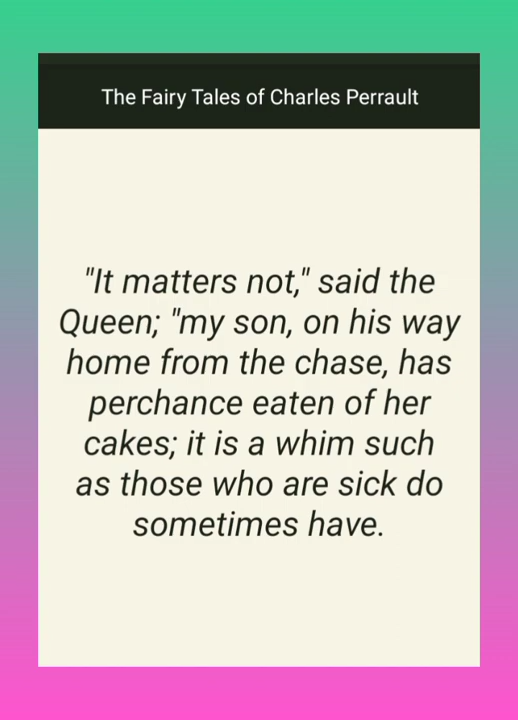 The Fairy Tales of Charles Perrault
"It matters not," said the
Queen; "my son, on his way
home from the chase, has
perchance eaten of her
cakes; it is a whim such
as those who are sick do
sometimes have.